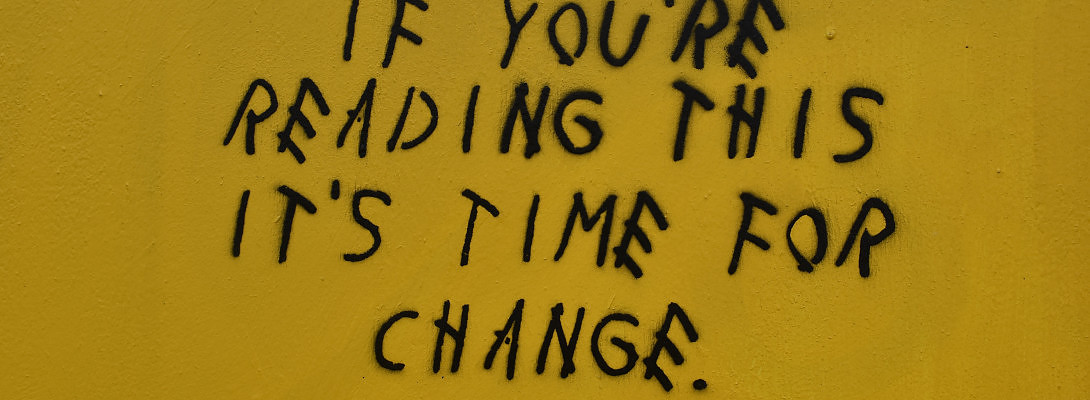 IF YOU'RE
READING THIS
IT'S TIME FOR
CHANGE.